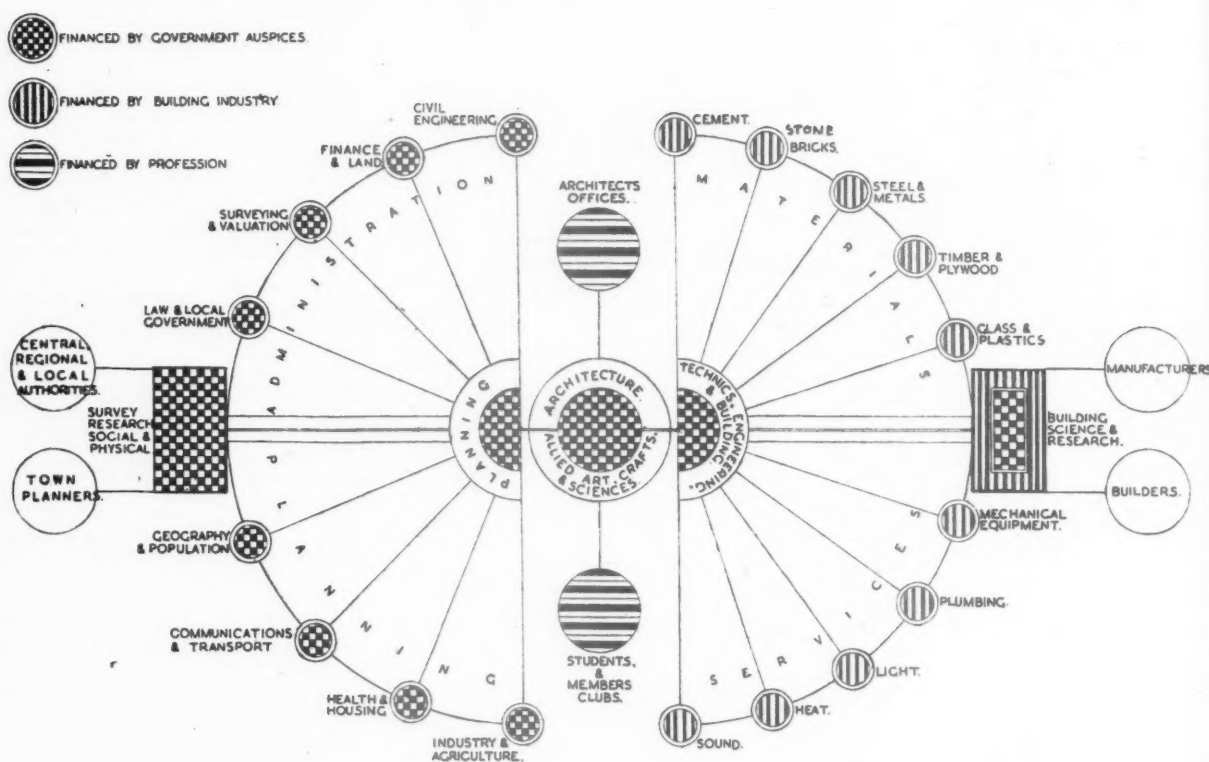 FINANCED BY GOVERNMENT AUSPICES.
FINANCED BY BUILDING INDUSTRY
FINANCED BY PROFESSION
CIVIL
ENGINEERING
FINANCE
& LAND
SURVEYING
& VALUATION
LAW & LOCAL
GOVERNMENT
ADMINISTRATION
CENTRAL,
REGIONAL
& LOCAL
AUTHORITIES.
SURVEY
RESEARCH
SOCIAL &
PHYSICAL
TOWN
PLANNERS.
GEOGRAPHY
& POPULATION
COMMUNICATIONS
& TRANSPORT
HEALTH &
HOUSING
INDUSTRY &
AGRICULTURE.
PLANNING
PLANNING
ARCHITECTS
OFFICES.
ARCHITECTURE.
ALLIED ART, CRAFTS.
& SCIENCES
STUDENTS,
&
MEMBERS
CLUBS.
TECHNICS, ENGINEERING,
& BUILDING.
CEMENT.
STONE
BRICKS.
STEEL &
METALS
TIMBER &
PLYWOOD
GLASS &
PLASTICS
MATERIALS
MANUFACTURERS
BUILDING
SCIENCE &
RESEARCH.
BUILDERS.
MECHANICAL
EQUIPMENT.
PLUMBING.
LIGHT.
HEAT.
SOUND.
SERVICES